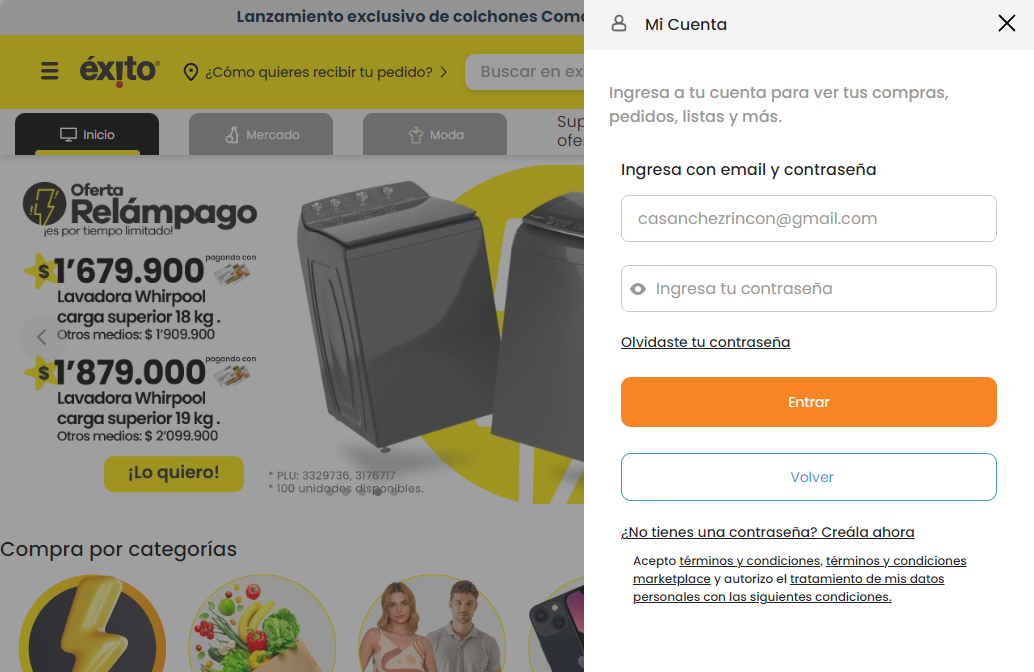 Lanzamiento exclusivo de colchones
Mi Cuenta
éxito
¿Cómo quieres recibir tu pedido?
Buscar en
Inicio
Mercado
Moda
Oferta
Relámpago
¡es por tiempo limitado!
pagando con
$1'679.900
Lavadora Whirpool
carga superior 18 kg.
Otros medios: $ 1'909.900
pagando con
$1'879.000
Lavadora Whirpool
carga superior 19 kg.
Otros medios: $ 2'099.900
¡Lo quiero!
* PLU: 3329736, 3176717
* 100 unidades disponibles.
Compra por categorías
Ingresa a tu cuenta para ver tus compras,
pedidos, listas y más.
Ingresa con email y contraseña
casanchezrincon@gmail.com
Ingresa tu contraseña
Olvidaste tu contraseña
Entrar
Volver
¿No tienes una contraseña? Creála ahora
Acepto términos y condiciones, términos y condiciones
marketplace y autorizo el tratamiento de mis datos
personales con las siguientes condiciones.